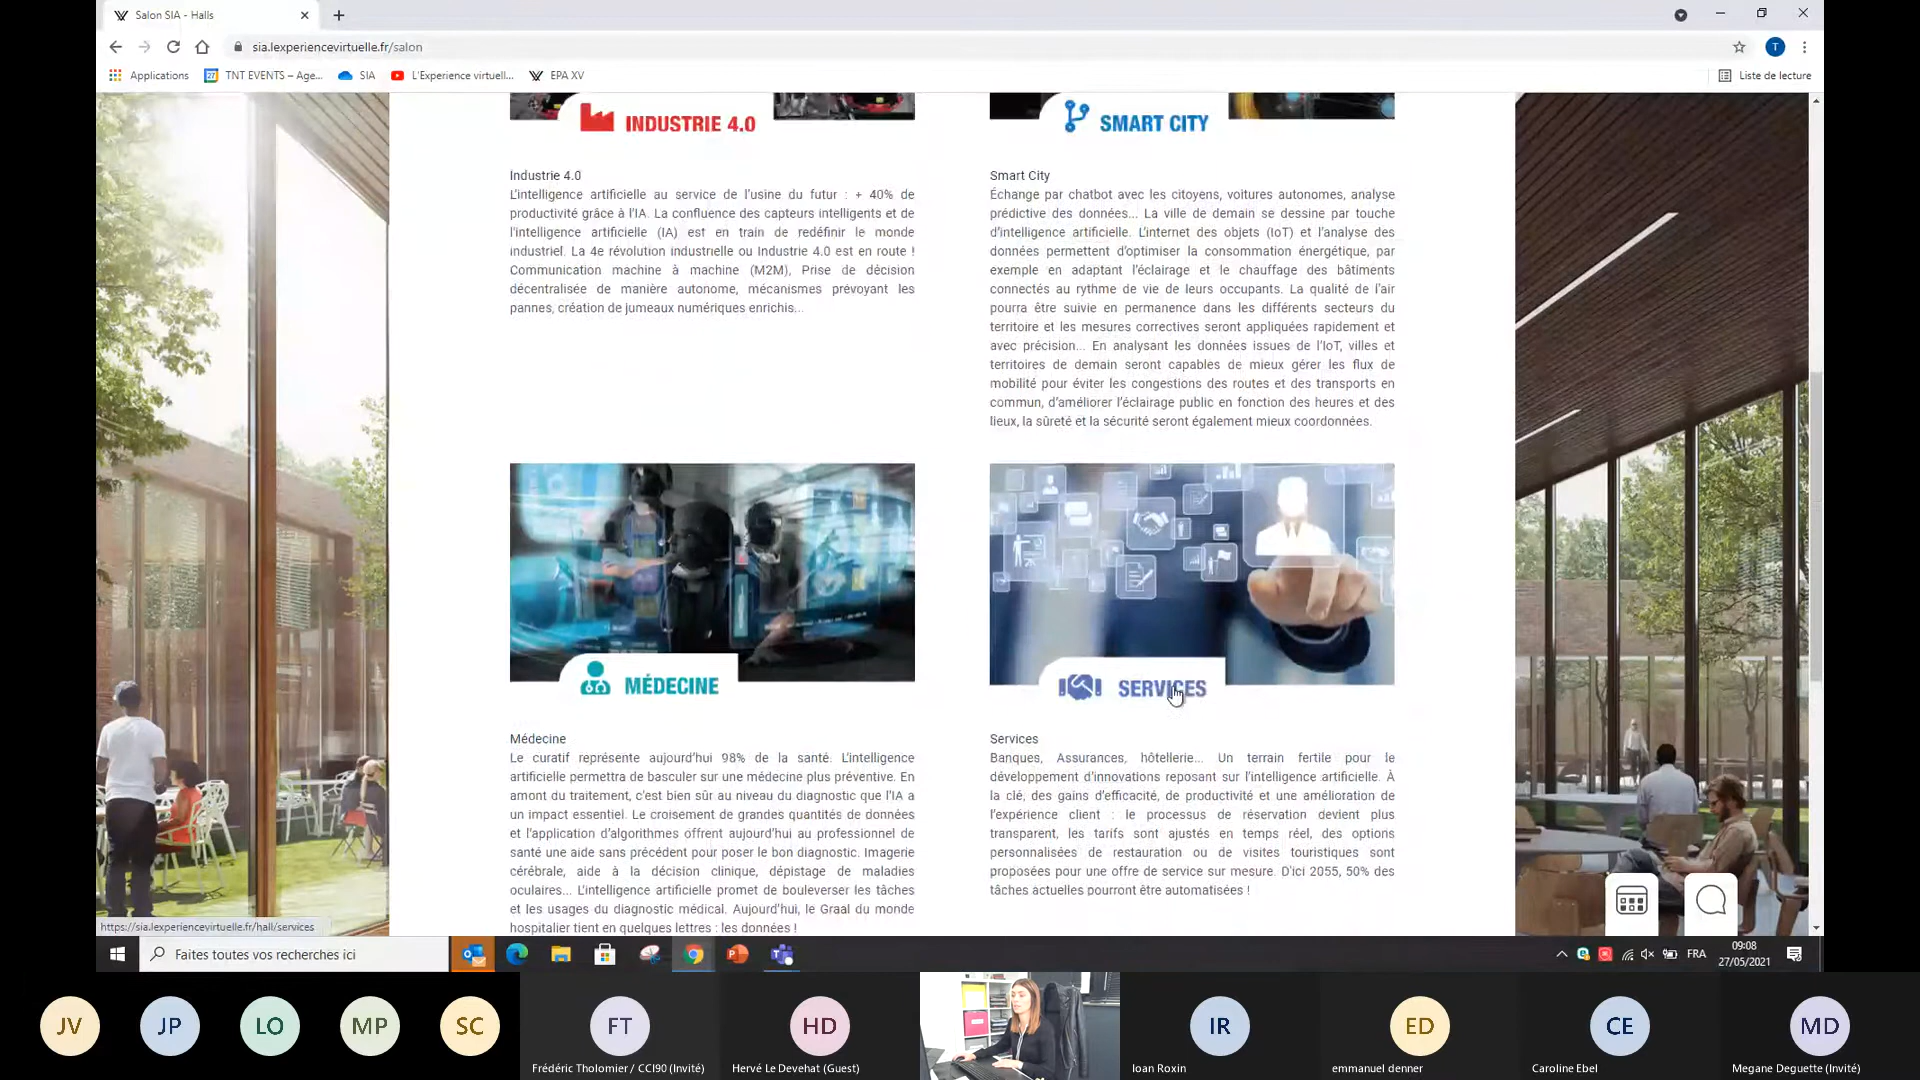 Salon SIA - Halls
sia.lexperiencevirtuelle.fr/salon
T
Applications
27
TNT EVENTS – Age...
SIA
L'Experience virtuell...
EPA XV
Liste de lecture
INDUSTRIE 4.0
Industrie 4.0
L'intelligence artificielle au service de l'usine du futur : + 40% de
productivité grâce à l'IA. La confluence des capteurs intelligents et de
l'intelligence artificielle (IA) est en train de redéfinir le monde
industriel. La 4e révolution industrielle ou Industrie 4.0 est en route !
Communication machine à machine (M2M), Prise de décision
décentralisée de manière autonome, mécanismes prévoyant les
pannes, création de jumeaux numériques enrichis...
SMART CITY
Smart City
Échange par chatbot avec les citoyens, voitures autonomes, analyse
prédictive des données... La ville de demain se dessine par touche
d'intelligence artificielle. L'internet des objets (IoT) et l'analyse des
données permettent d'optimiser la consommation énergétique, par
exemple en adaptant l'éclairage et le chauffage des bâtiments
connectés au rythme de vie de leurs occupants. La qualité de l'air
pourra être suivie en permanence dans les différents secteurs du
territoire et les mesures correctives seront appliquées rapidement et
avec précision... En analysant les données issues de l'IoT, villes et
territoires de demain seront capables de mieux gérer les flux de
mobilité pour éviter les congestions des routes et des transports en
commun, d'améliorer l'éclairage public en fonction des heures et des
lieux, la sûreté et la sécurité seront également mieux coordonnées.
MÉDECINE
Médecine
Le curatif représente aujourd'hui 98% de la santé. L'intelligence
artificielle permettra de basculer sur une médecine plus préventive. En
amont du traitement, c'est bien sûr au niveau du diagnostic que l'IA a
un impact essentiel. Le croisement de grandes quantités de données
et l'application d'algorithmes offrent aujourd'hui au professionnel de
santé une aide sans précédent pour poser le bon diagnostic. Imagerie
cérébrale, aide à la décision clinique, dépistage de maladies
oculaires... L'intelligence artificielle promet de bouleverser les tâches
et les usages du diagnostic médical. Aujourd'hui, le Graal du monde
hospitalier tient en quelques lettres : les données !
SERVICES
Services
Banques, Assurances, hôtellerie... Un terrain fertile pour le
développement d'innovations reposant sur l'intelligence artificielle. À
la clé, des gains d'efficacité, de productivité et une amélioration de
l'expérience client : le processus de réservation devient plus
transparent, les tarifs sont ajustés en temps réel, des options
personnalisées de restauration ou de visites touristiques sont
proposées pour une offre de service sur mesure. D'ici 2055, 50% des
tâches actuelles pourront être automatisées !
https://sia.lexperiencevirtuelle.fr/hall/services
Faites toutes vos recherches ici
FRA
09:08
27/05/2021
JV
JP
LO
MP
SC
FT
Frédéric Tholomier / CCI90 (Invité)
HD
Hervé Le Devehat (Guest)
IR
Ioan Roxin
ED
emmanuel denner
CE
Caroline Ebel
MD
Megane Deguette (Invité)